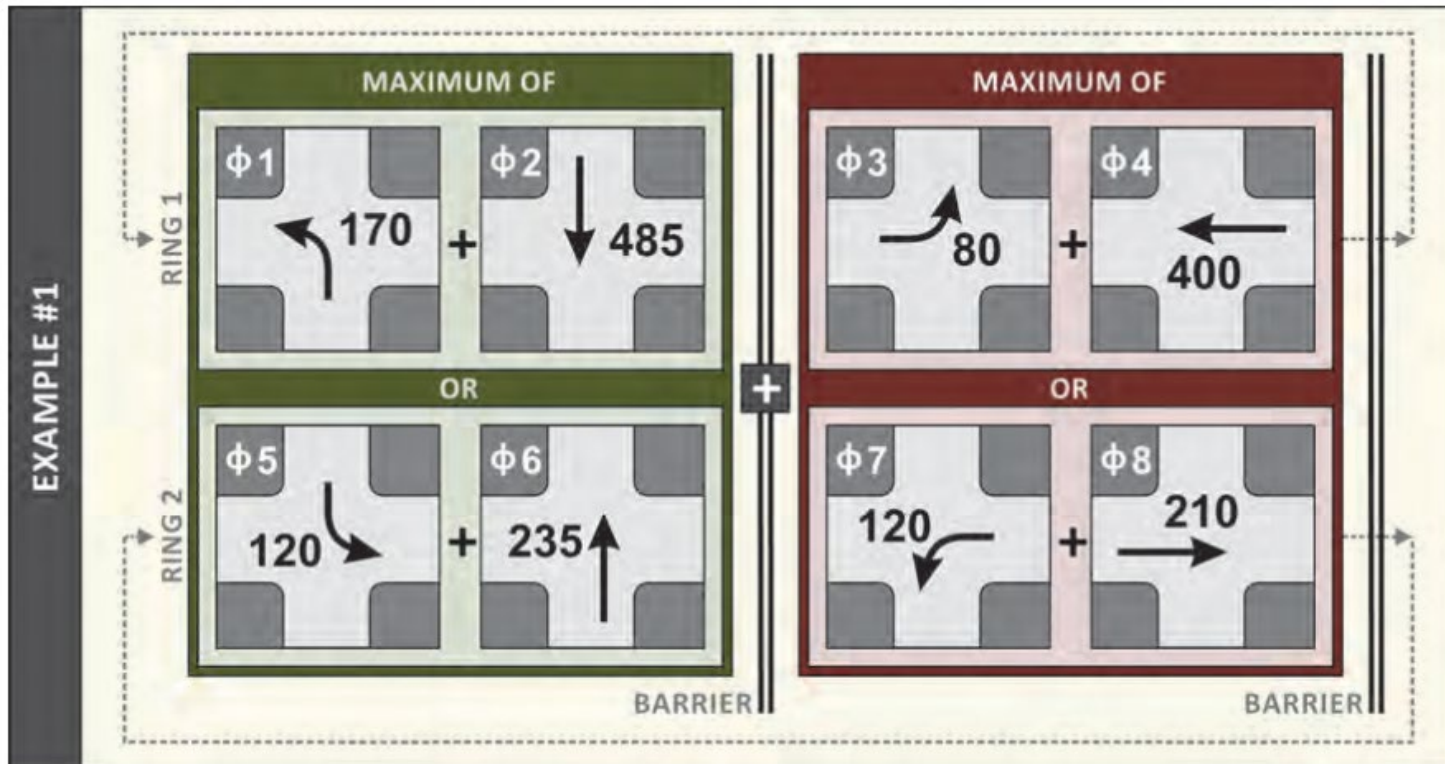 EXAMPLE #1
RING 1
MAXIMUM OF
ϕ1
170
+
ϕ2
485
OR
RING 2
ϕ5
120
+
ϕ6
235
BARRIER
+
MAXIMUM OF
ϕ3
80
+
ϕ4
400
OR
ϕ7
120
+
ϕ8
210
BARRIER